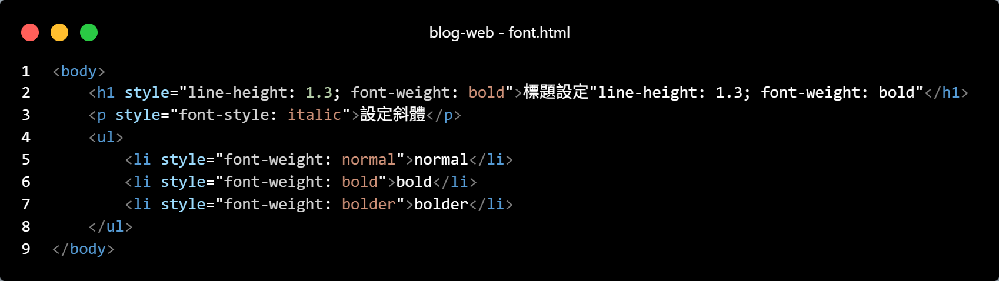 blog-web - font.html
1 <body>
2     <h1 style="line-height: 1.3; font-weight: bold">標題設定"line-height: 1.3; font-weight: bold"</h1>
3     <p style="font-style: italic">設定斜體</p>
4     <ul>
5         <li style="font-weight: normal">normal</li>
6         <li style="font-weight: bold">bold</li>
7         <li style="font-weight: bolder">bolder</li>
8     </ul>
9 </body>